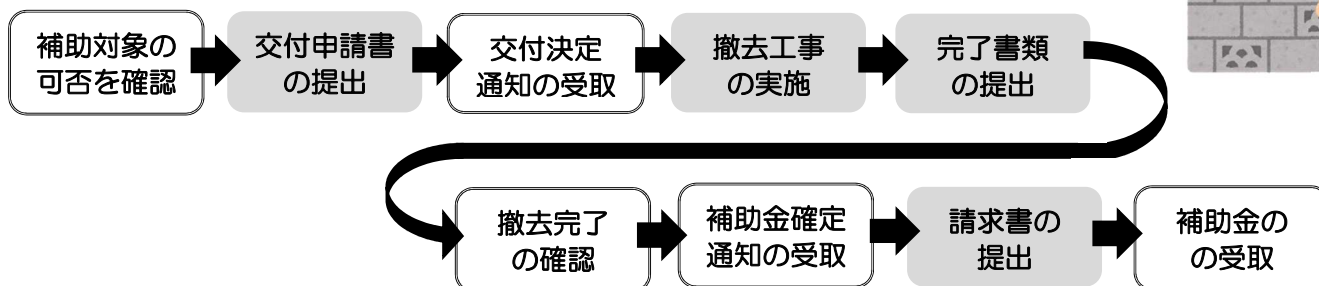 補助対象の
可否を確認
交付申請書
の提出
交付決定
通知の受取
撤去工事
の実施
完了書類
の提出
撤去完了
の確認
補助金確定
通知の受取
請求書の
提出
補助金の
の受取